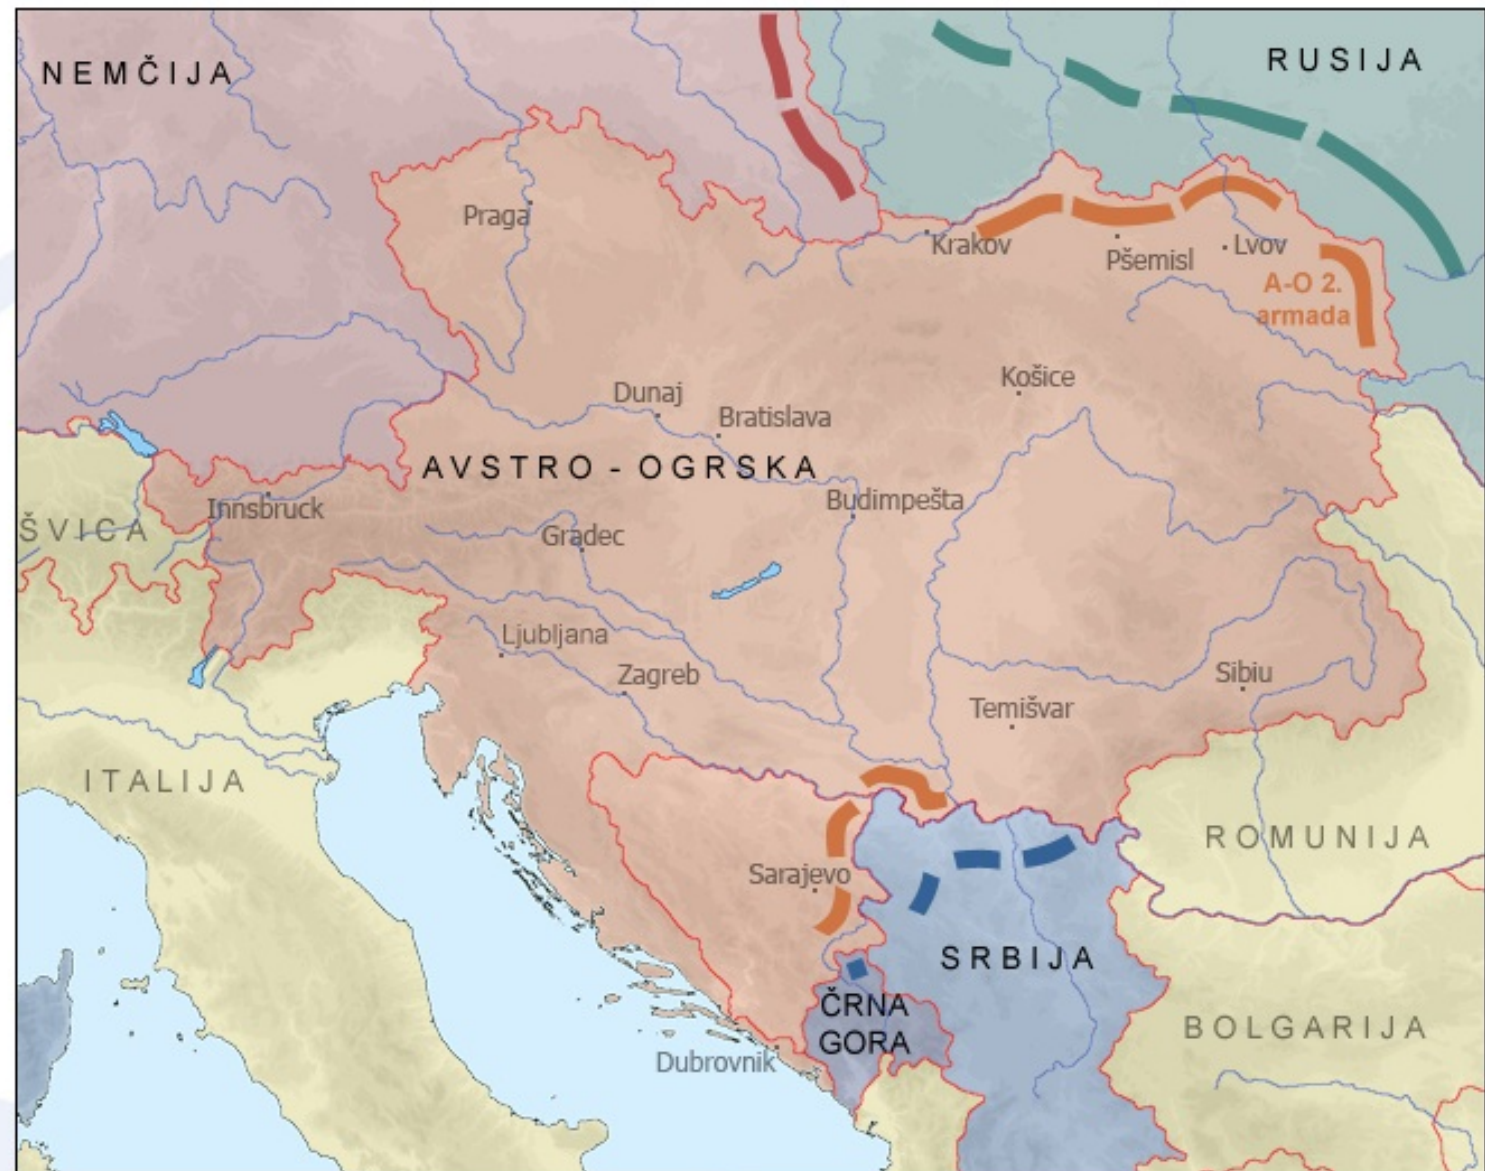 NEMČIJA
RUSIJA
Praga
Krakov
Pšemisl
Lvov
A-O 2.
armada
Košice
Dunaj
Bratislava
AVSTRO - OGRSKA
Innsbruck
Budimpešta
ŠVICA
Gradec
Ljubljana
Zagreb
Sibiu
Temišvar
ITALIJA
ROMUNIJA
Sarajevo
SRBIJA
ČRNA
GORA
BOLGARIJA
Dubrovnik